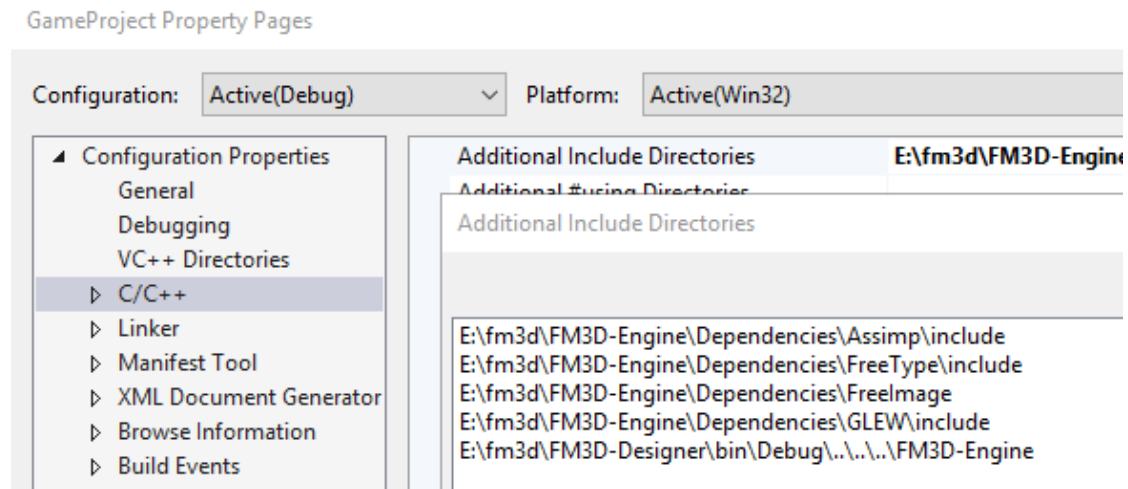 GameProject Property Pages
Configuration: Active(Debug) Platform: Active(Win32)
Configuration Properties
General
Debugging
VC++ Directories
C/C++
Linker
Manifest Tool
XML Document Generator
Browse Information
Build Events
Additional Include Directories E:\fm3d\FM3D-Engine
Additional #using Directories
Additional Include Directories
E:\fm3d\FM3D-Engine\Dependencies\Assimp\include
E:\fm3d\FM3D-Engine\Dependencies\FreeType\include
E:\fm3d\FM3D-Engine\Dependencies\FreeImage
E:\fm3d\FM3D-Engine\Dependencies\GLEW\include
E:\fm3d\FM3D-Designer\bin\Debug\..\..\..\FM3D-Engine